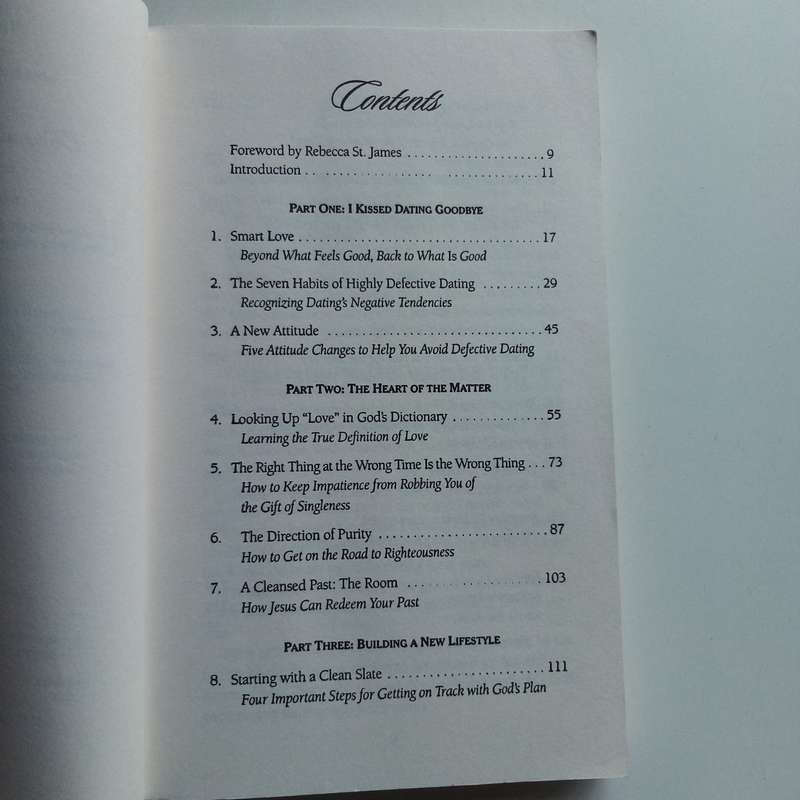 Contents
Foreword by Rebecca St. James ..................... 9
Introduction .. ................ .............. 11
PART ONE: I KISSED DATING GOODBYE
1. Smart Love .................................... 17
Beyond What Feels Good, Back to What Is Good
2. The Seven Habits of Highly Defective Dating ......... 29
Recognizing Dating's Negative Tendencies
3. A New Attitude ................................ 45
Five Attitude Changes to Help You Avoid Defective Dating
PART TWO: THE HEART OF THE MATTER
4. Looking Up “Love” in God's Dictionary .............. 55
Learning the True Definition of Love
5. The Right Thing at the Wrong Time Is the Wrong Thing ... 73
How to Keep Impatience from Robbing You of
the Gift of Singleness
6. The Direction of Purity ......................... 87
How to Get on the Road to Righteousness
7. A Cleansed Past: The Room .................... 103
How Jesus Can Redeem Your Past
PART THREE: BUILDING A NEW LIFESTYLE
8. Starting with a Clean Slate ....................... 111
Four Important Steps for Getting on Track with God's Plan